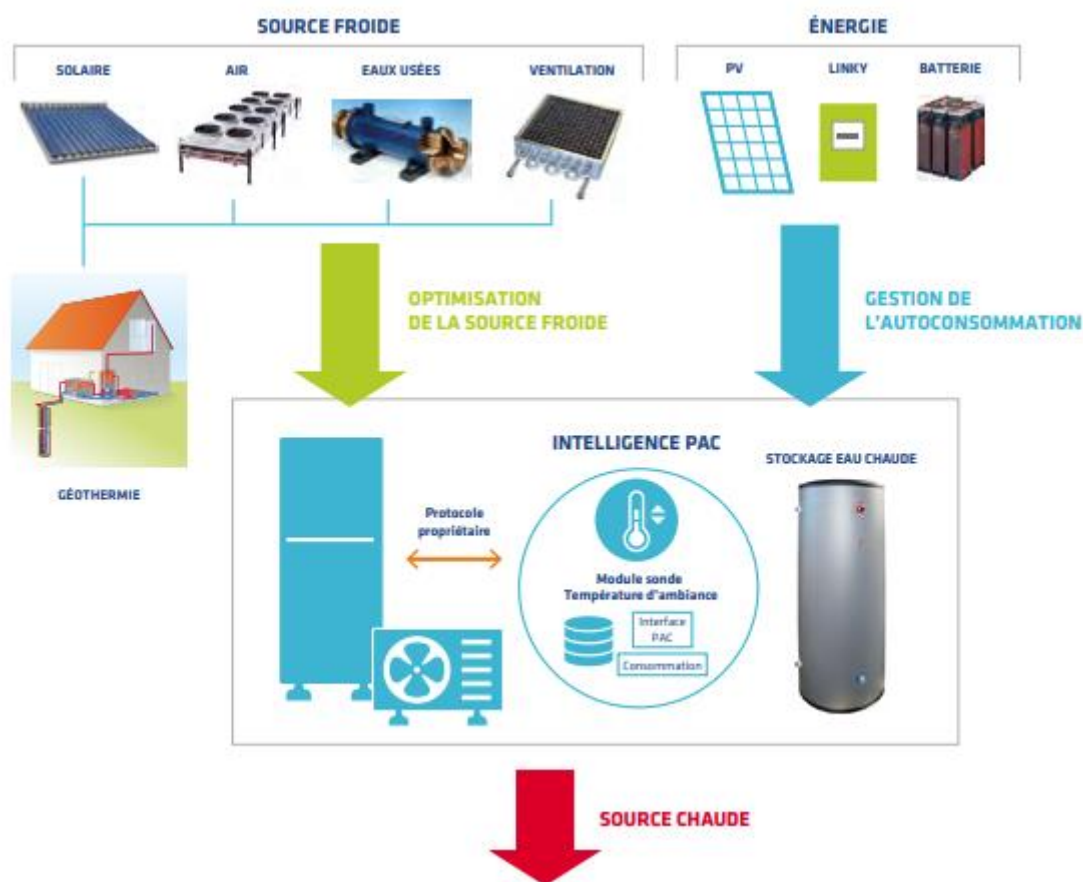 SOURCE FROIDE
ÉNERGIE
SOLAIRE
AIR
EAUX USÉES
VENTILATION
PV
LINKY
BATTERIE
OPTIMISATION
DE LA SOURCE FROIDE
GESTION DE
L'AUTOCONSOMMATION
GÉOTHERMIE
INTELLIGENCE PAC
STOCKAGE EAU CHAUDE
Protocole
propriétaire
Module sonde
Température d'ambiance
Interface
PAC
Consommation
SOURCE CHAUDE